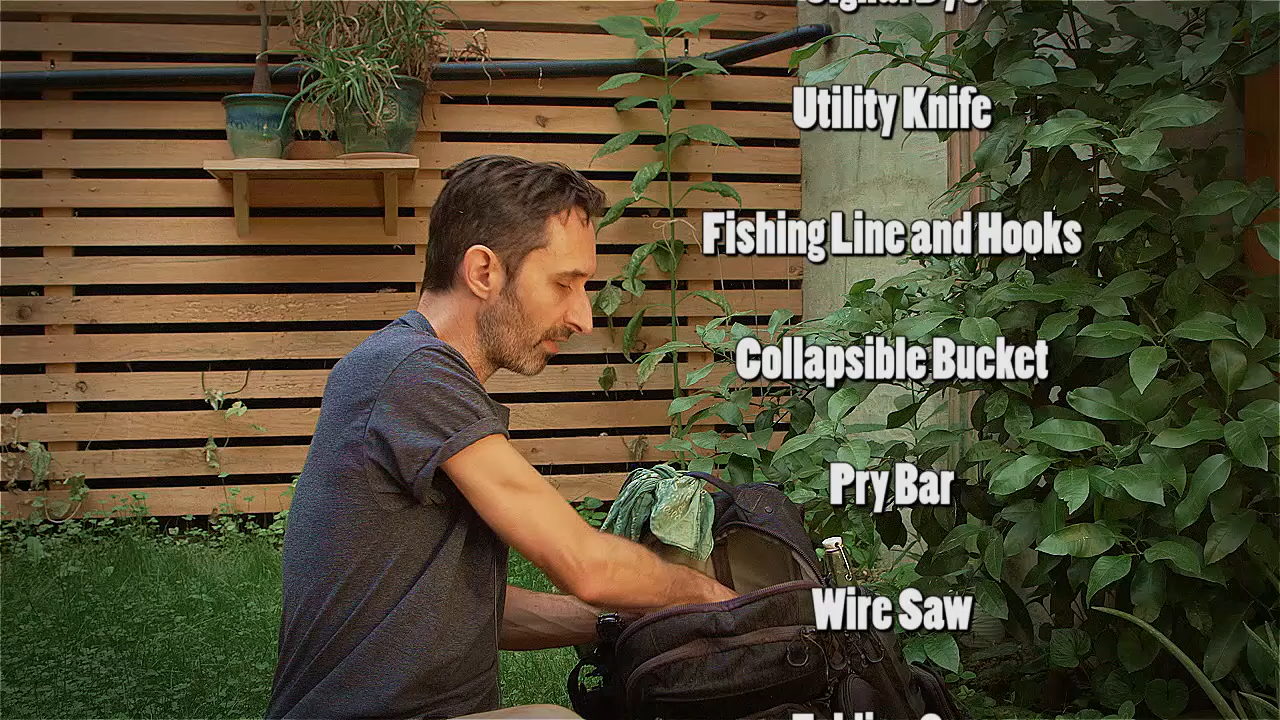 Utility Knife
Fishing Line and Hooks
Collapsible Bucket
Pry Bar
Wire Saw